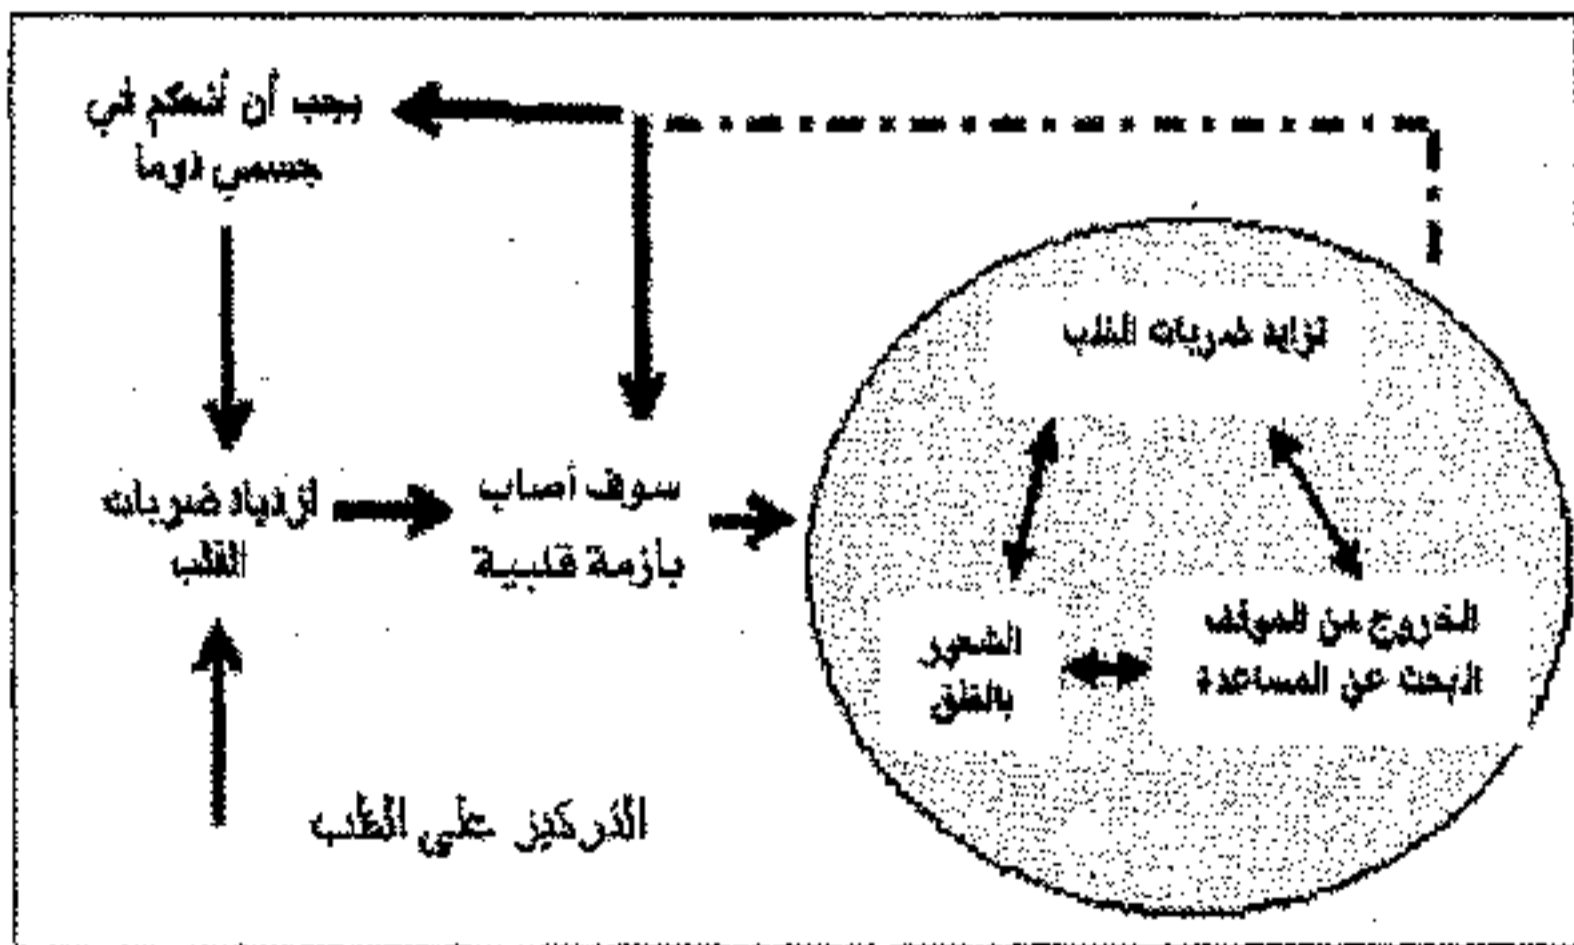 يجب أن أتحكم في
جسمي دوما
تزايد ضربات القلب
ازدياد ضربات
القلب
سوف أصاب
بأزمة قلبية
الشعور
بالقلق
الخروج من الموقف
البحث عن المساعدة
التركيز على القلب